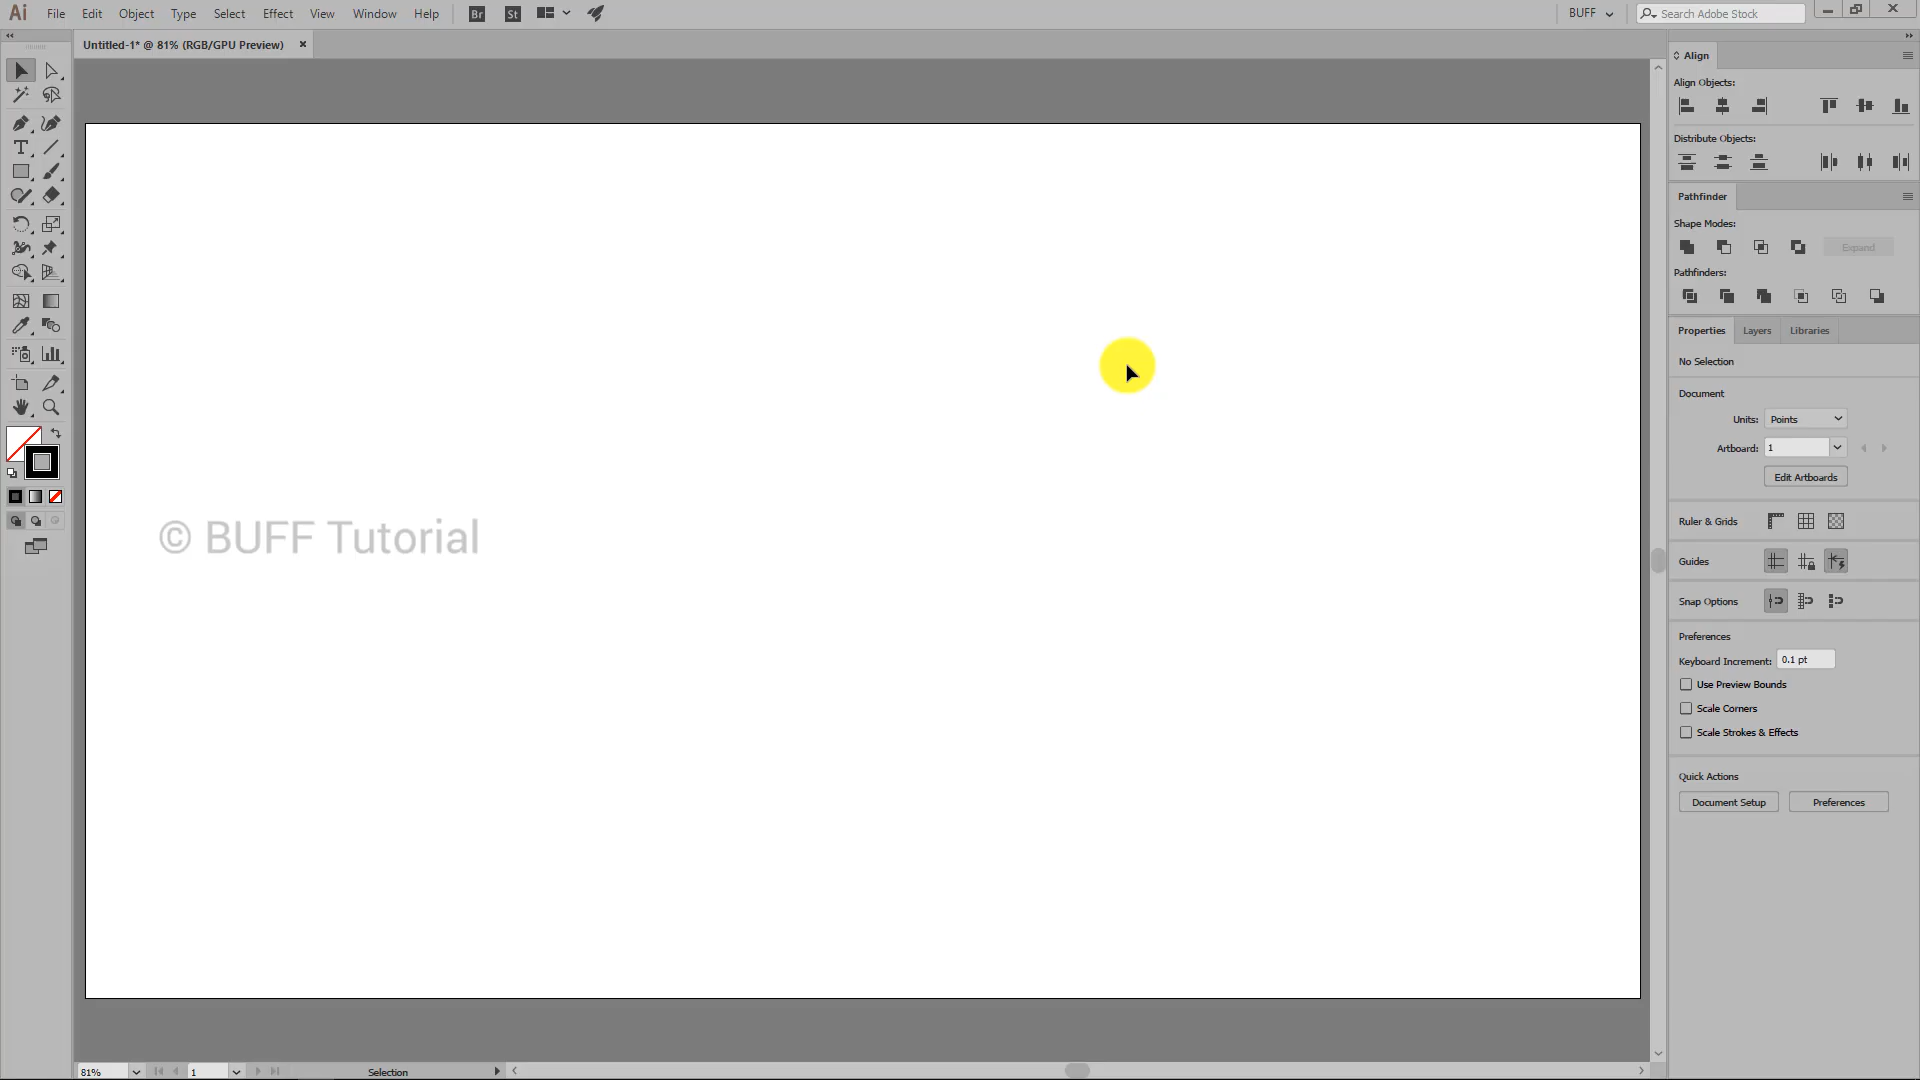 Ai File Edit Object Type Select Effect View Window Help Br St BUFF Search Adobe Stock
Untitled-1* @ 81% (RGB/GPU Preview)
Align
Align Objects:
Distribute Objects:
Pathfinder
Shape Modes:
Expand
Pathfinders:
Properties Layers Libraries
No Selection
Document
Units: Points
Artboard: 1
Edit Artboards
Ruler & Grids
© BUFF Tutorial
Guides
Snap Options
Preferences
Keyboard Increment: 0.1 pt
Use Preview Bounds
Scale Corners
Scale Strokes & Effects
Quick Actions
Document Setup Preferences
81% 1 Selection